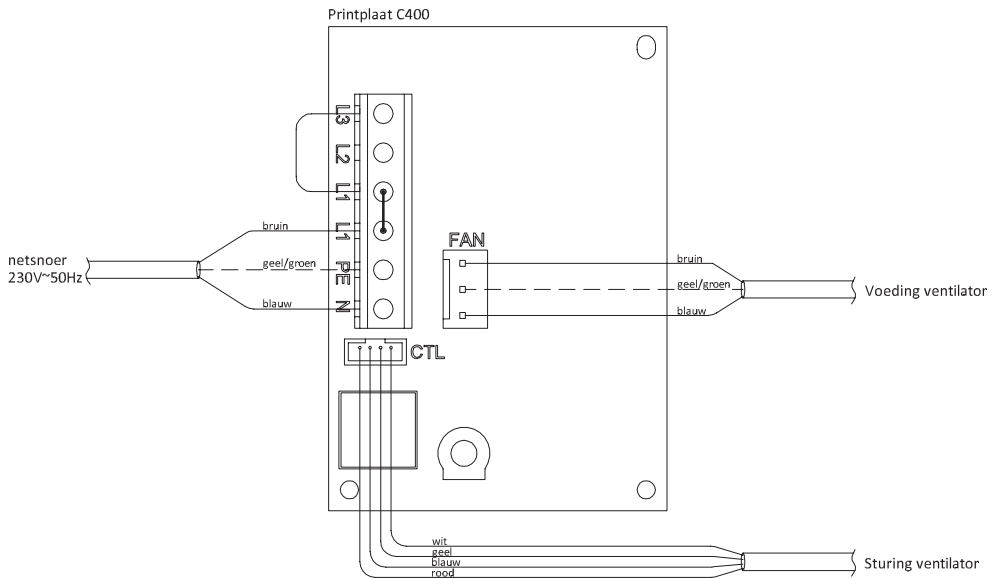 Printplaat C400
L3
L2
L1
L1
PE
N
bruin
geel/groen
blauw
netsnoer
230V~50Hz
FAN
bruin
geel/groen
blauw
Voeding ventilator
CTL
wit
geel
blauw
rood
Sturing ventilator